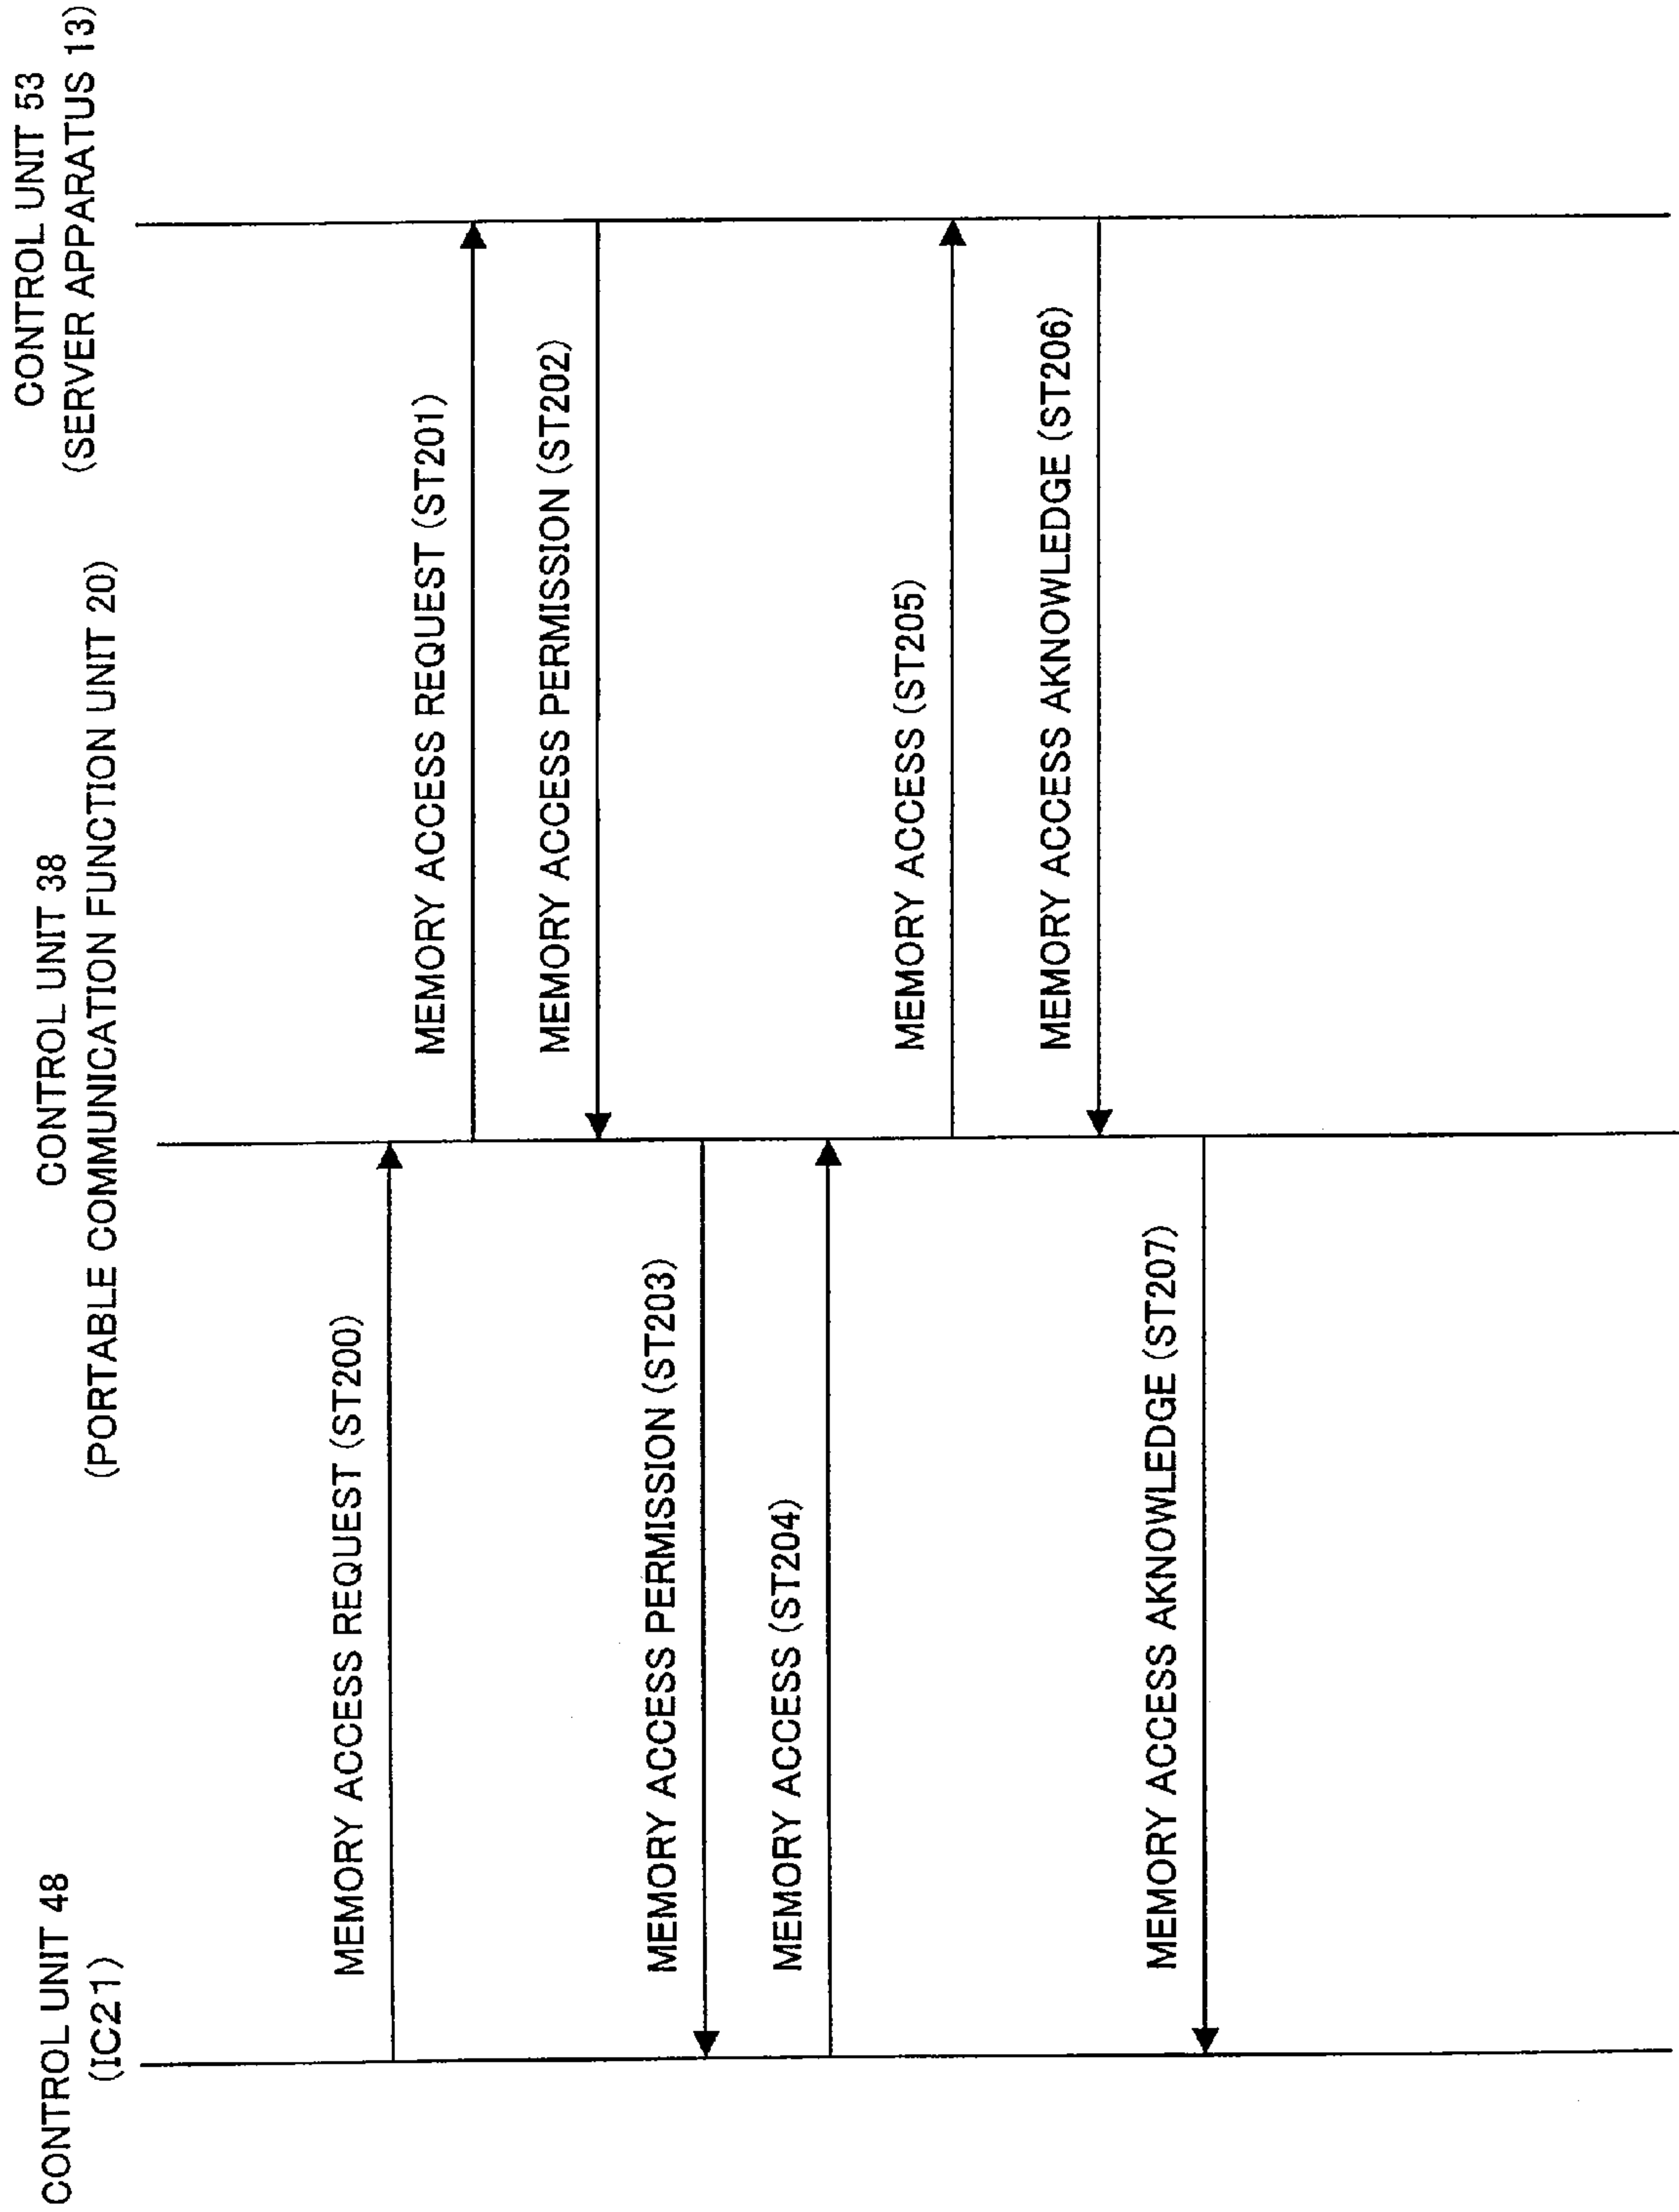 CONTROL UNIT 48
(IC21)
CONTROL UNIT 38
(PORTABLE COMMUNICATION FUNCTION UNIT 20)
CONTROL UNIT 53
(SERVER APPARATUS 13)
MEMORY ACCESS REQUEST (ST200)
MEMORY ACCESS REQUEST (ST201)
MEMORY ACCESS PERMISSION (ST202)
MEMORY ACCESS PERMISSION (ST203)
MEMORY ACCESS (ST204)
MEMORY ACCESS (ST205)
MEMORY ACCESS AKNOWLEDGE (ST206)
MEMORY ACCESS AKNOWLEDGE (ST207)